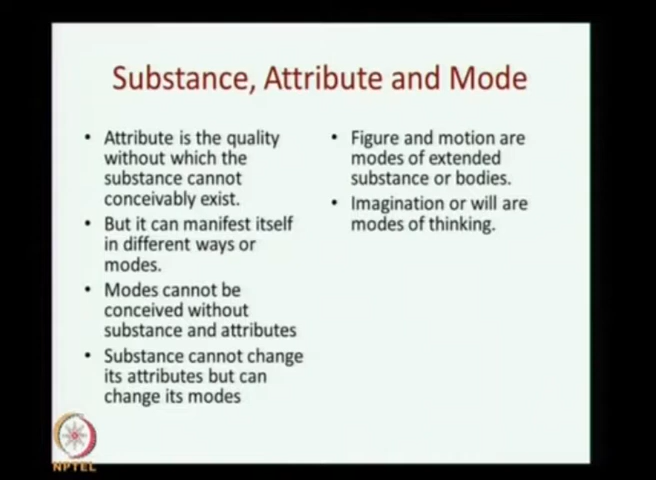 Substance, Attribute and Mode
• Attribute is the quality
without which the
substance cannot
conceivably exist.
• But it can manifest itself
in different ways or
modes.
• Modes cannot be
conceived without
substance and attributes
• Substance cannot change
its attributes but can
change its modes
• Figure and motion are
modes of extended
substance or bodies.
• Imagination or will are
modes of thinking.
NPTEL